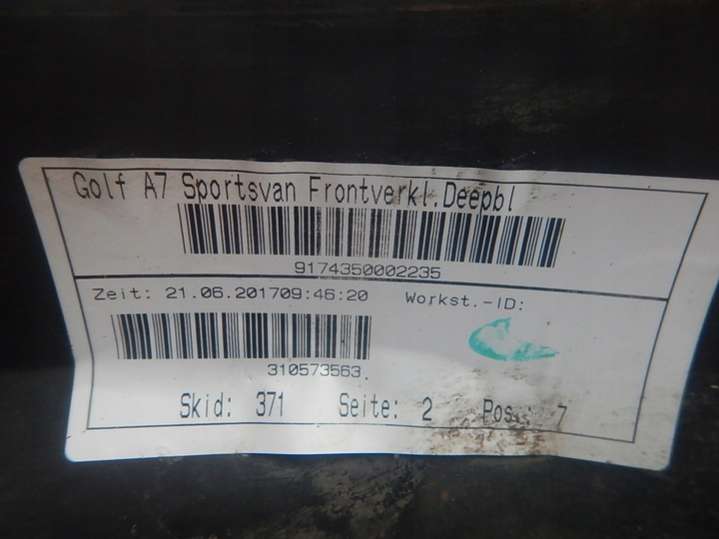 Golf A7 Sportsvan Frontverkl.Deepbl
9174350002235
Zeit: 21.06.201709:46:20 Workst.-ID:
310573563
Skid: 371 Seite: 2 Pos.: 7